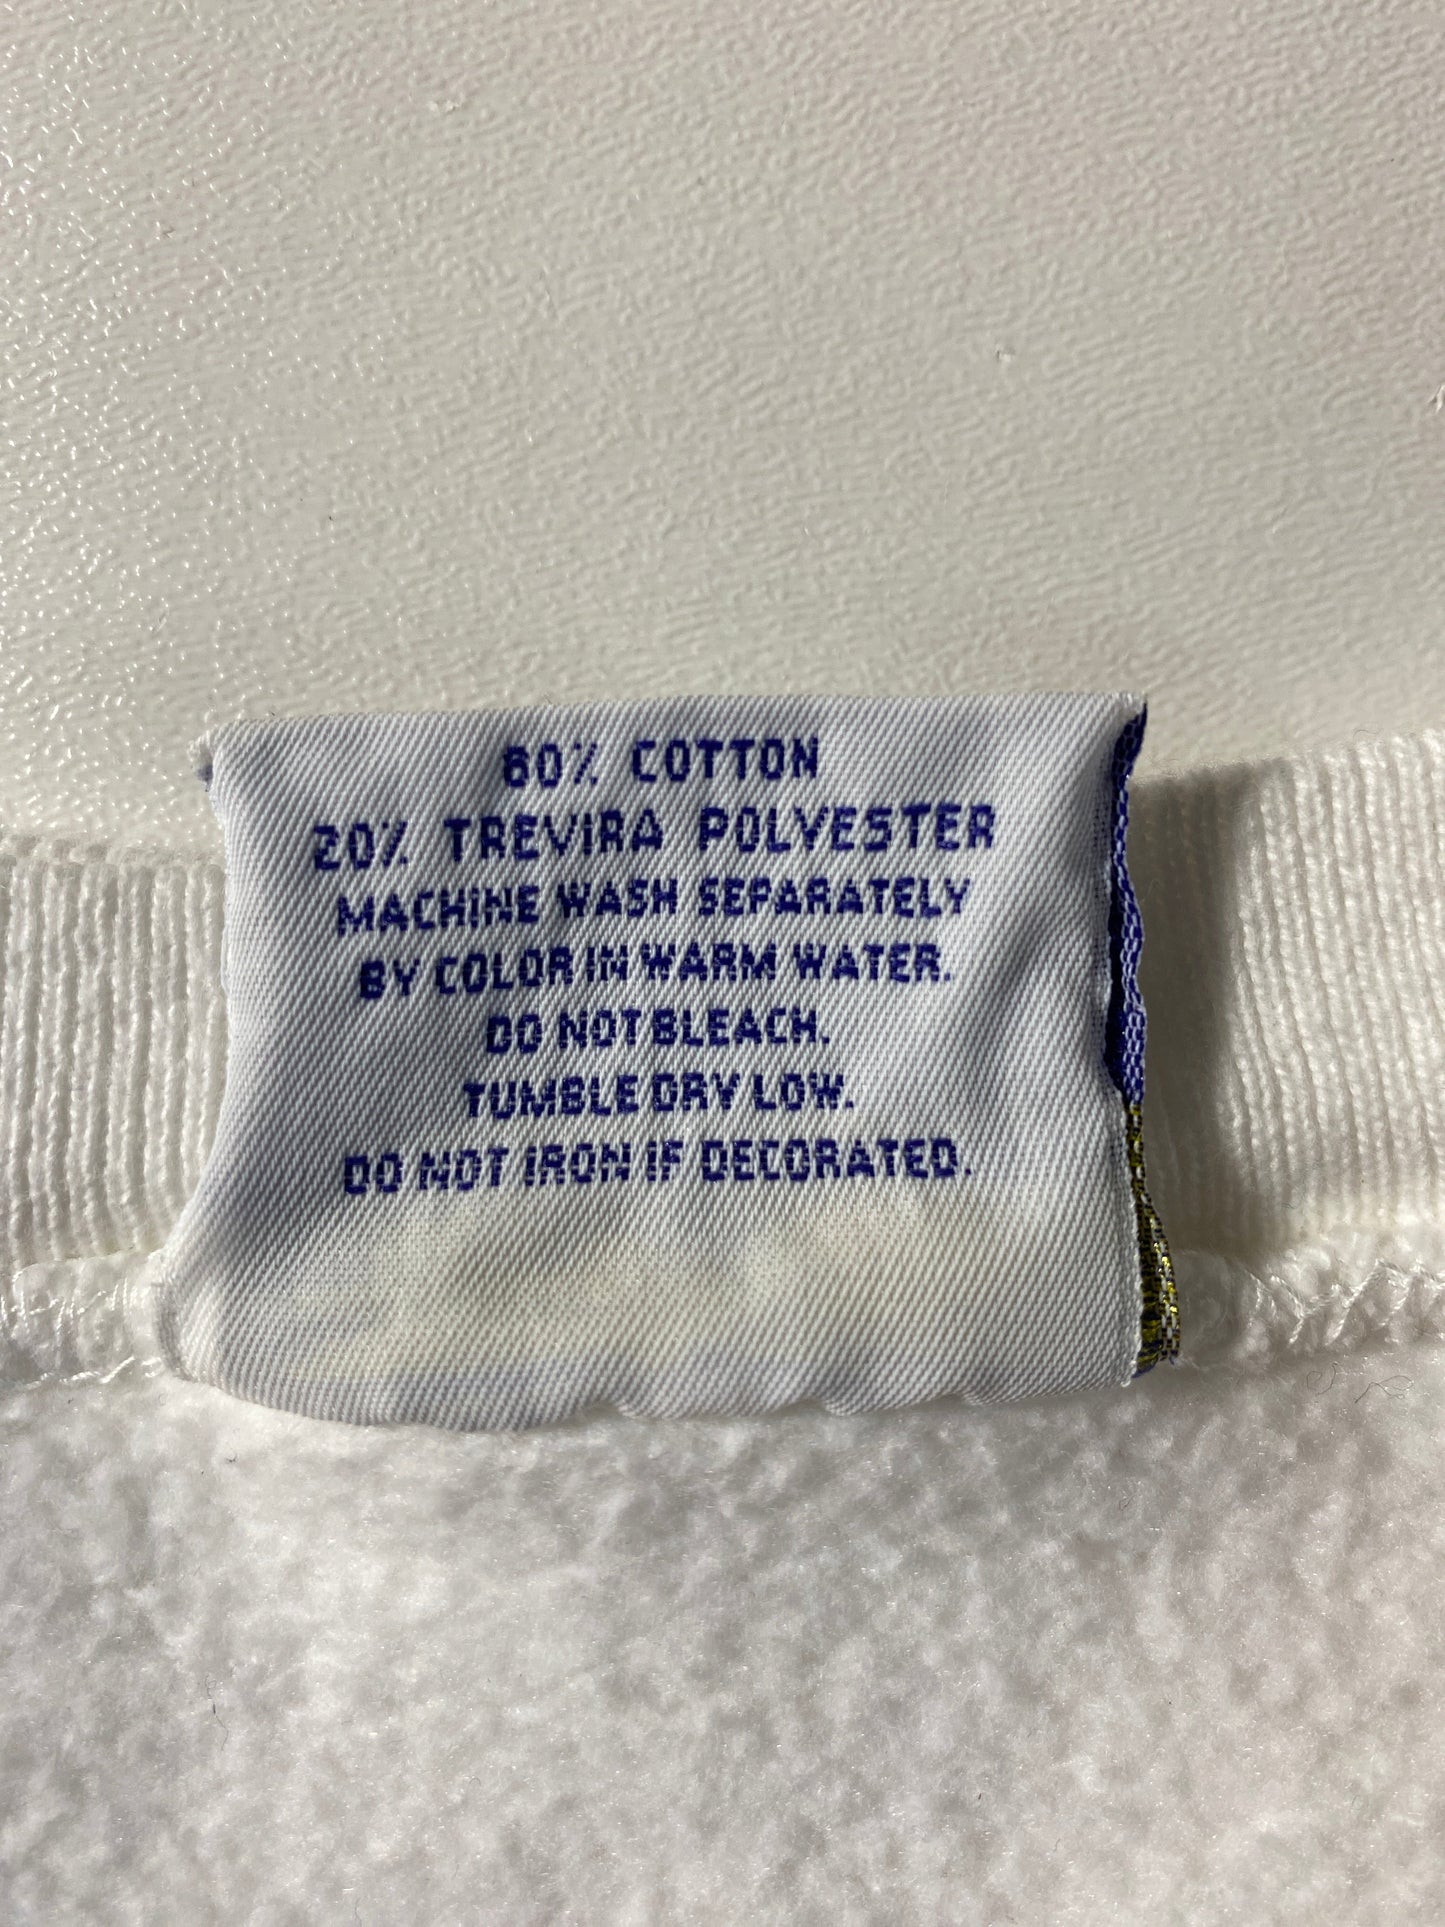 80% COTTON
20% TREVIRA POLYESTER
MACHINE WASH SEPARATELY
BY COLOR IN WARM WATER.
DO NOT BLEACH.
TUMBLE DRY LOW.
DO NOT IRON IF DECORATED.